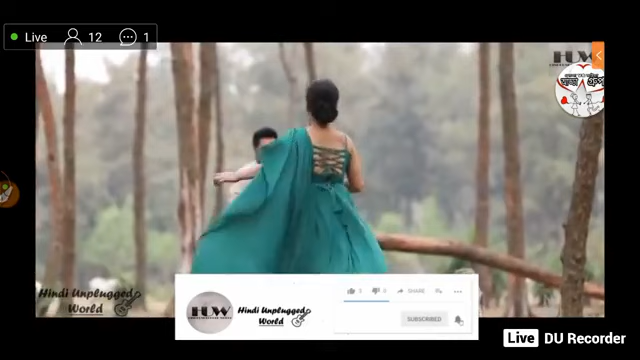 Live 12 1
HUW
Hindi Unplugged
World
HUW
Hindi Unplugged
World
SHARE
SUBSCRIBED
Live DU Recorder